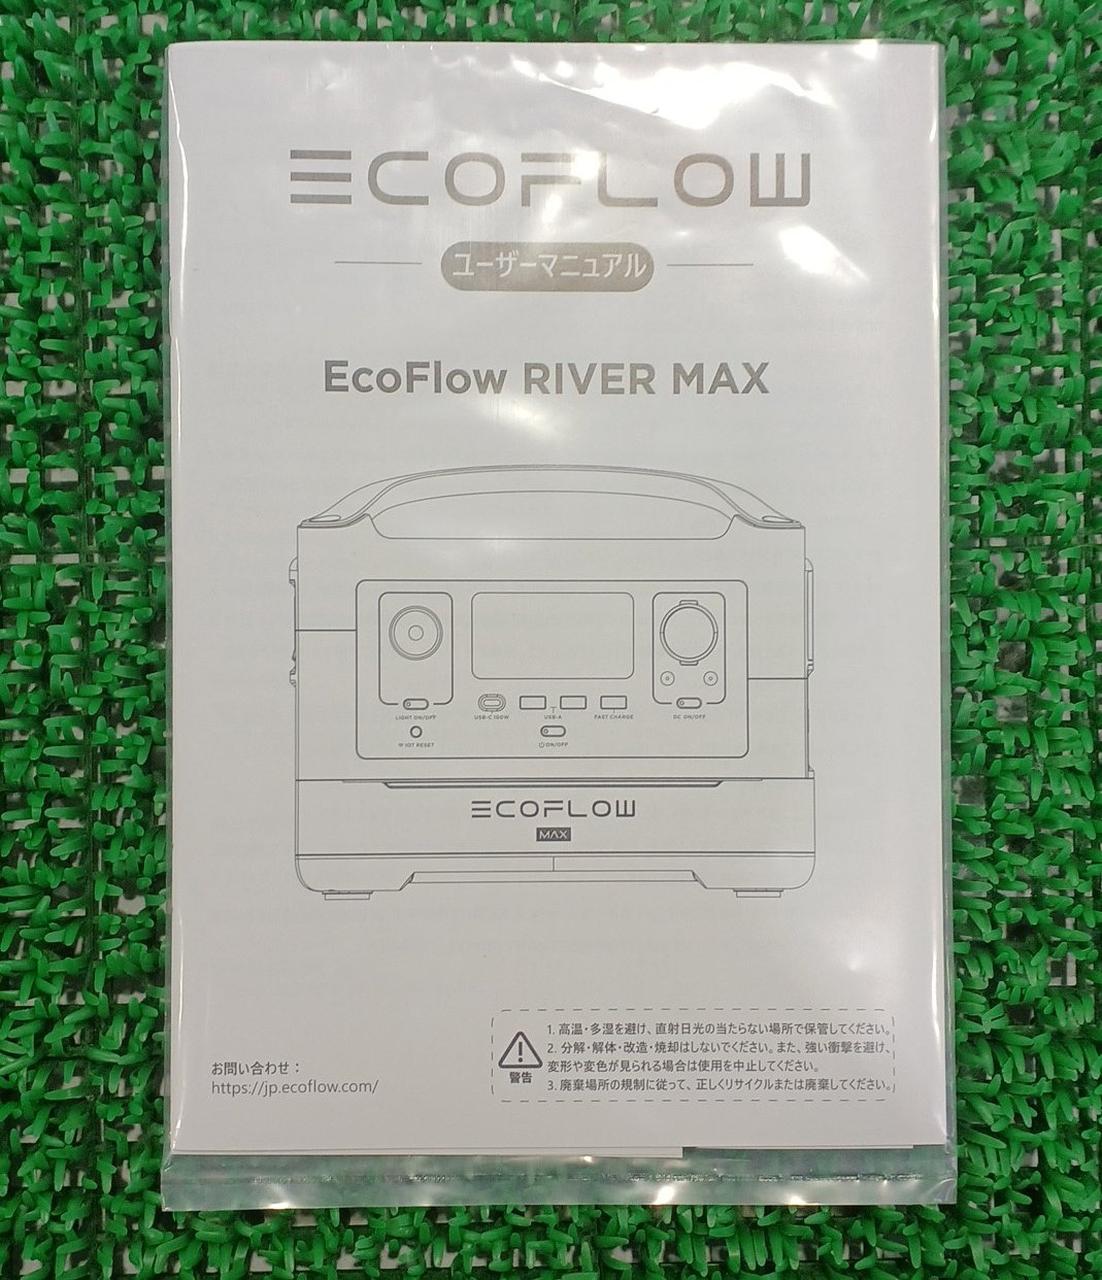 ECOFLOW
ユーザーマニュアル
EcoFlow RIVER MAX
LIGHT ON/OFF
USB-C 100W
USB-A
FAST CHARGE
DC ON/OFF
IOT RESET
ON/OFF
ECOFLOW
MAX
お問い合わせ：
https://jp.ecoflow.com/
警告
1. 高温・多湿を避け、直射日光の当たらない場所で保管してください。
2. 分解・解体・改造・焼却はしないでください。また、強い衝撃を避け、
変形や変色が見られる場合は使用を中止してください。
3. 廃棄場所の規制に従って、正しくリサイクルまたは廃棄してください。